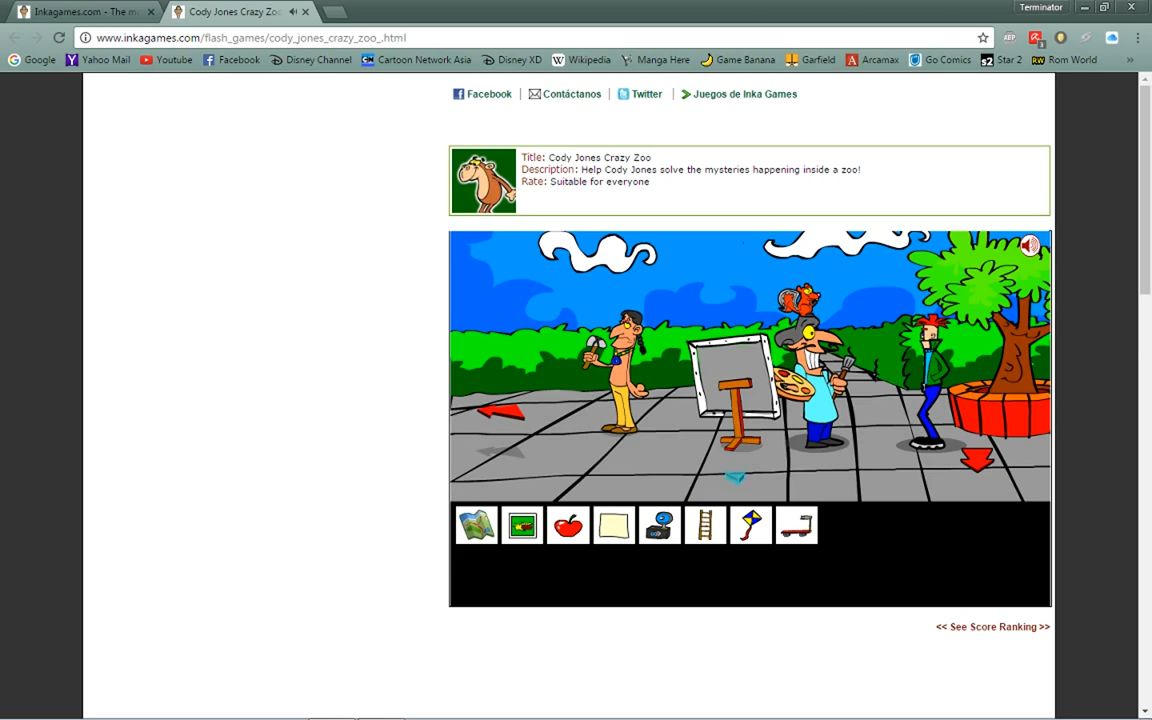 Inkagames.com - The m
Cody Jones Crazy Zoo
Terminator
www.inkagames.com/flash_games/cody_jones_crazy_zoo_.html
ABP
1
Google Yahoo Mail Youtube Facebook Disney Channel Cartoon Network Asia Disney XD Wikipedia Manga Here Game Banana Garfield Arcamax Go Comics Star 2 Rom World
Facebook | Contáctanos | Twitter | Juegos de Inka Games
Title: Cody Jones Crazy Zoo
Description: Help Cody Jones solve the mysteries happening inside a zoo!
Rate: Suitable for everyone
<< See Score Ranking >>